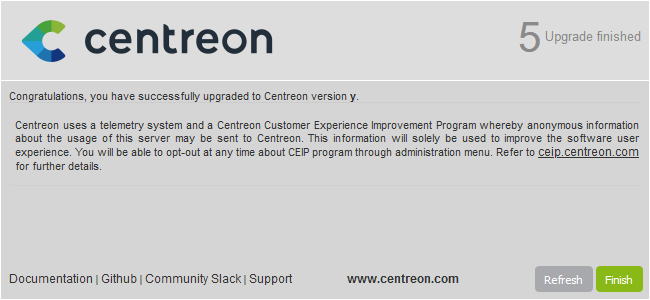 centreon
5 Upgrade finished
Congratulations, you have successfully upgraded to Centreon version y.
Centreon uses a telemetry system and a Centreon Customer Experience Improvement Program whereby anonymous information
about the usage of this server may be sent to Centreon. This information will solely be used to improve the software user
experience. You will be able to opt-out at any time about CEIP program through administration menu. Refer to ceip.centreon.com
for further details.
Documentation | Github | Community Slack | Support www.centreon.com Refresh Finish